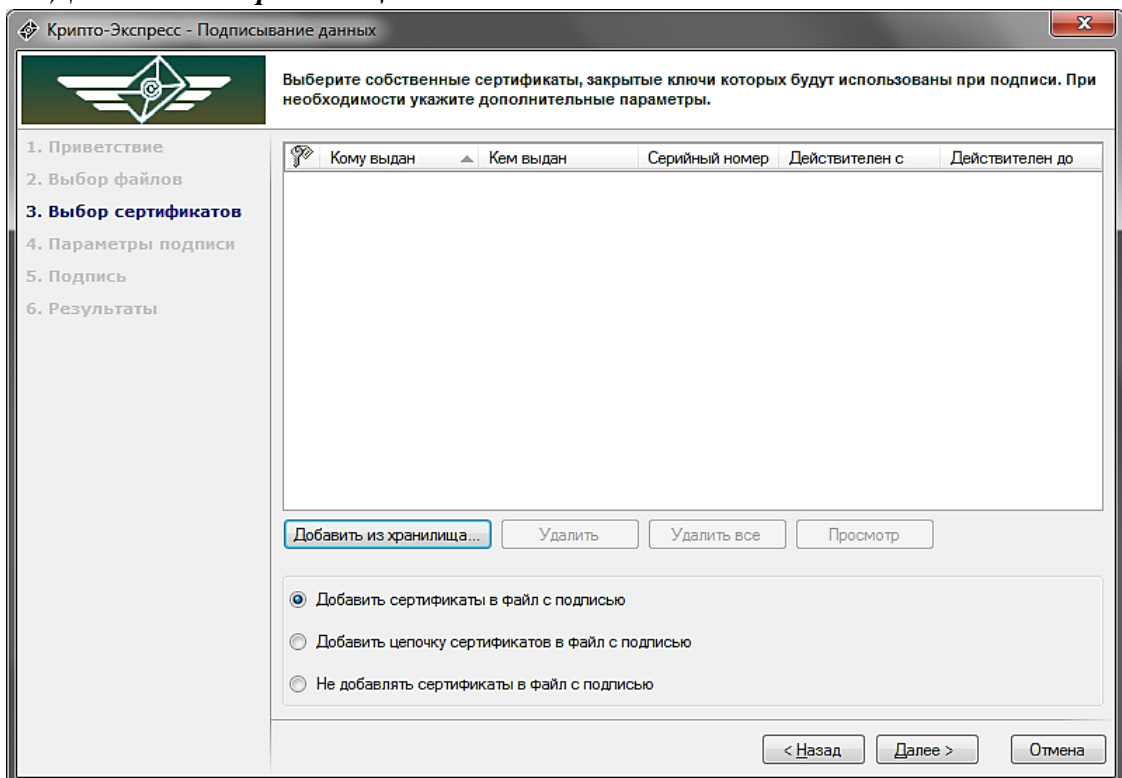 Крипто-Экспресс - Подписывание данных
Выберите собственные сертификаты, закрытые ключи которых будут использованы при подписи. При
необходимости укажите дополнительные параметры.
1. Приветствие
2. Выбор файлов
3. Выбор сертификатов
4. Параметры подписи
5. Подпись
6. Результаты
Кому выдан Кем выдан Серийный номер Действителен с Действителен до
Добавить из хранилища... Удалить Удалить все Просмотр
Добавить сертификаты в файл с подписью
Добавить цепочку сертификатов в файл с подписью
Не добавлять сертификаты в файл с подписью
< Назад Далее > Отмена